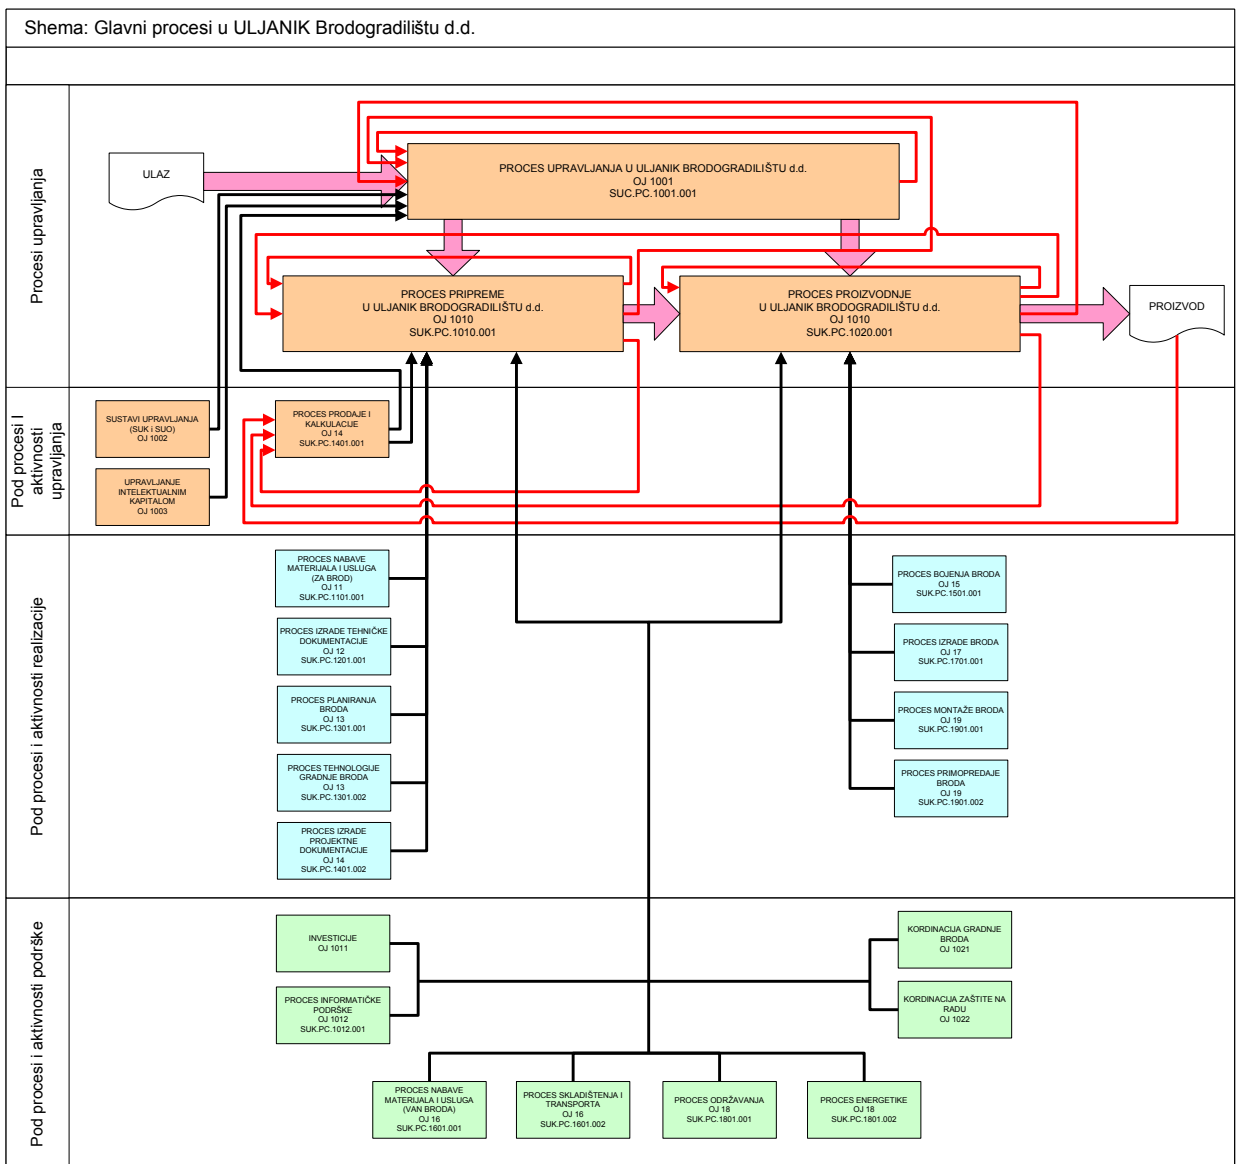 Shema: Glavni procesi u ULJANIK Brodogradilištu d.d.
Procesi upravljanja
ULAZ
PROCES UPRAVLJANJA U ULJANIK BRODOGRADILIŠTU d.d.
OJ 1001
SUC.PC.1001.001
PROCES PRIPREME
U ULJANIK BRODOGRADILIŠTU d.d.
OJ 1010
SUK.PC.1010.001
PROCES PROIZVODNJE
U ULJANIK BRODOGRADILIŠTU d.d.
OJ 1010
SUK.PC.1020.001
PROIZVOD
Pod procesi I
aktivnosti
upravljanja
SUSTAVI UPRAVLJANJA
(SUK i SUO)
OJ 1002
UPRAVLJANJE
INTELEKTUALNIM
KAPITALOM
OJ 1003
PROCES PRODAJE I
KALKULACIJE
OJ 14
SUK.PC.1401.001
Pod procesi i aktivnosti realizacije
PROCES NABAVE
MATERIJALA I USLUGA
(ZA BROD)
OJ 11
SUK.PC.1101.001
PROCES IZRADE TEHNIČKE
DOKUMENTACIJE
OJ 12
SUK.PC.1201.001
PROCES PLANIRANJA
BRODA
OJ 13
SUK.PC.1301.001
PROCES TEHNOLOGIJE
GRADNJE BRODA
OJ 13
SUK.PC.1301.002
PROCES IZRADE
PROJEKTNE
DOKUMENTACIJE
OJ 14
SUK.PC.1401.002
PROCES BOJENJA BRODA
OJ 15
SUK.PC.1501.001
PROCES IZRADE BRODA
OJ 17
SUK.PC.1701.001
PROCES MONTAŽE BRODA
OJ 19
SUK.PC.1901.001
PROCES PRIMOPREDAJE
BRODA
OJ 19
SUK.PC.1901.002
Pod procesi i aktivnosti podrške
INVESTICIJE
OJ 1011
PROCES INFORMATIČKE
PODRŠKE
OJ 1012
SUK.PC.1012.001
KORDINACIJA GRADNJE
BRODA
OJ 1021
KORDINACIJA ZAŠTITE NA
RADU
OJ 1022
PROCES NABAVE
MATERIJALA I USLUGA
(VAN BRODA)
OJ 16
SUK.PC.1601.001
PROCES SKLADIŠTENJA I
TRANSPORTA
OJ 16
SUK.PC.1601.002
PROCES ODRŽAVANJA
OJ 18
SUK.PC.1801.001
PROCES ENERGETIKE
OJ 18
SUK.PC.1801.002